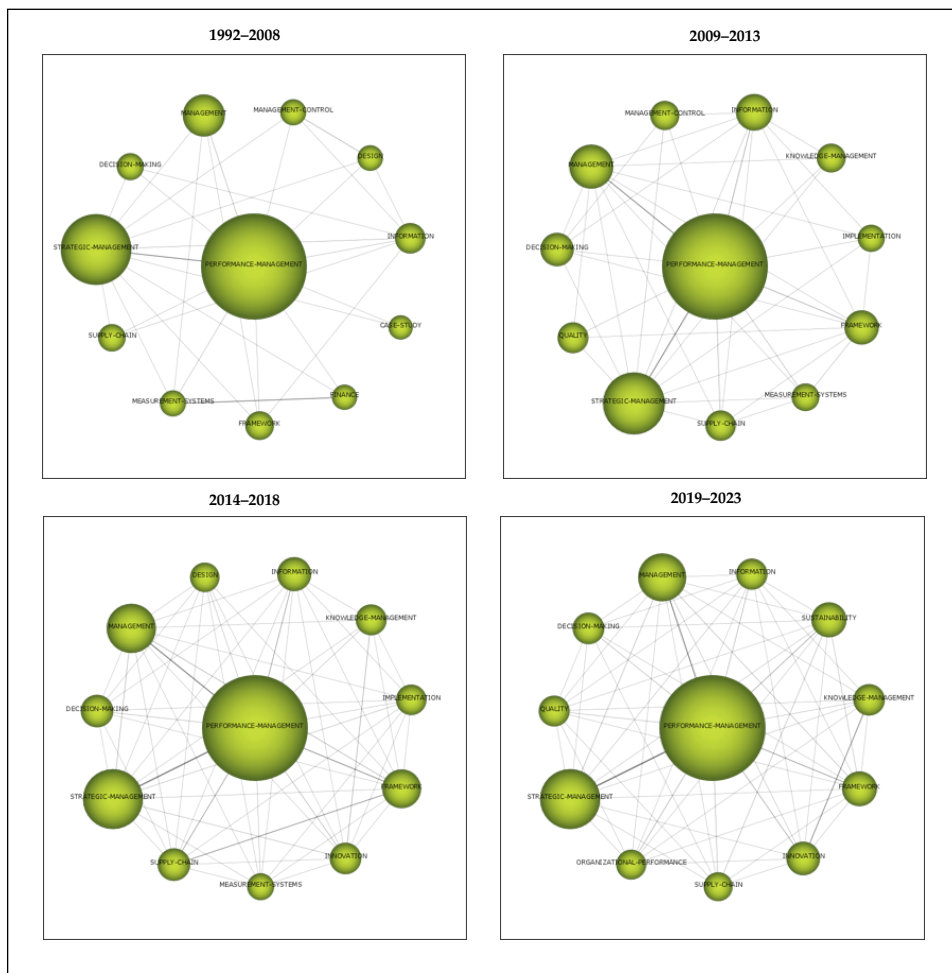 1992–2008
MANAGEMENT
MANAGEMENT-CONTROL
DECISION-MAKING
DESIGN
STRATEGIC-MANAGEMENT
INFORMATION
PERFORMANCE-MANAGEMENT
SUPPLY-CHAIN
CASE-STUDY
MEASUREMENT-SYSTEMS
FINANCE
FRAMEWORK
2009–2013
MANAGEMENT-CONTROL
INFORMATION
MANAGEMENT
KNOWLEDGE-MANAGEMENT
DECISION-MAKING
IMPLEMENTATION
PERFORMANCE-MANAGEMENT
QUALITY
FRAMEWORK
STRATEGIC-MANAGEMENT
MEASUREMENT-SYSTEMS
SUPPLY-CHAIN
2014–2018
DESIGN
INFORMATION
MANAGEMENT
KNOWLEDGE-MANAGEMENT
DECISION-MAKING
IMPLEMENTATION
PERFORMANCE-MANAGEMENT
STRATEGIC-MANAGEMENT
FRAMEWORK
SUPPLY-CHAIN
INNOVATION
MEASUREMENT-SYSTEMS
2019–2023
MANAGEMENT
INFORMATION
DECISION-MAKING
SUSTAINABILITY
QUALITY
KNOWLEDGE-MANAGEMENT
PERFORMANCE-MANAGEMENT
STRATEGIC-MANAGEMENT
FRAMEWORK
ORGANIZATIONAL-PERFORMANCE
INNOVATION
SUPPLY-CHAIN